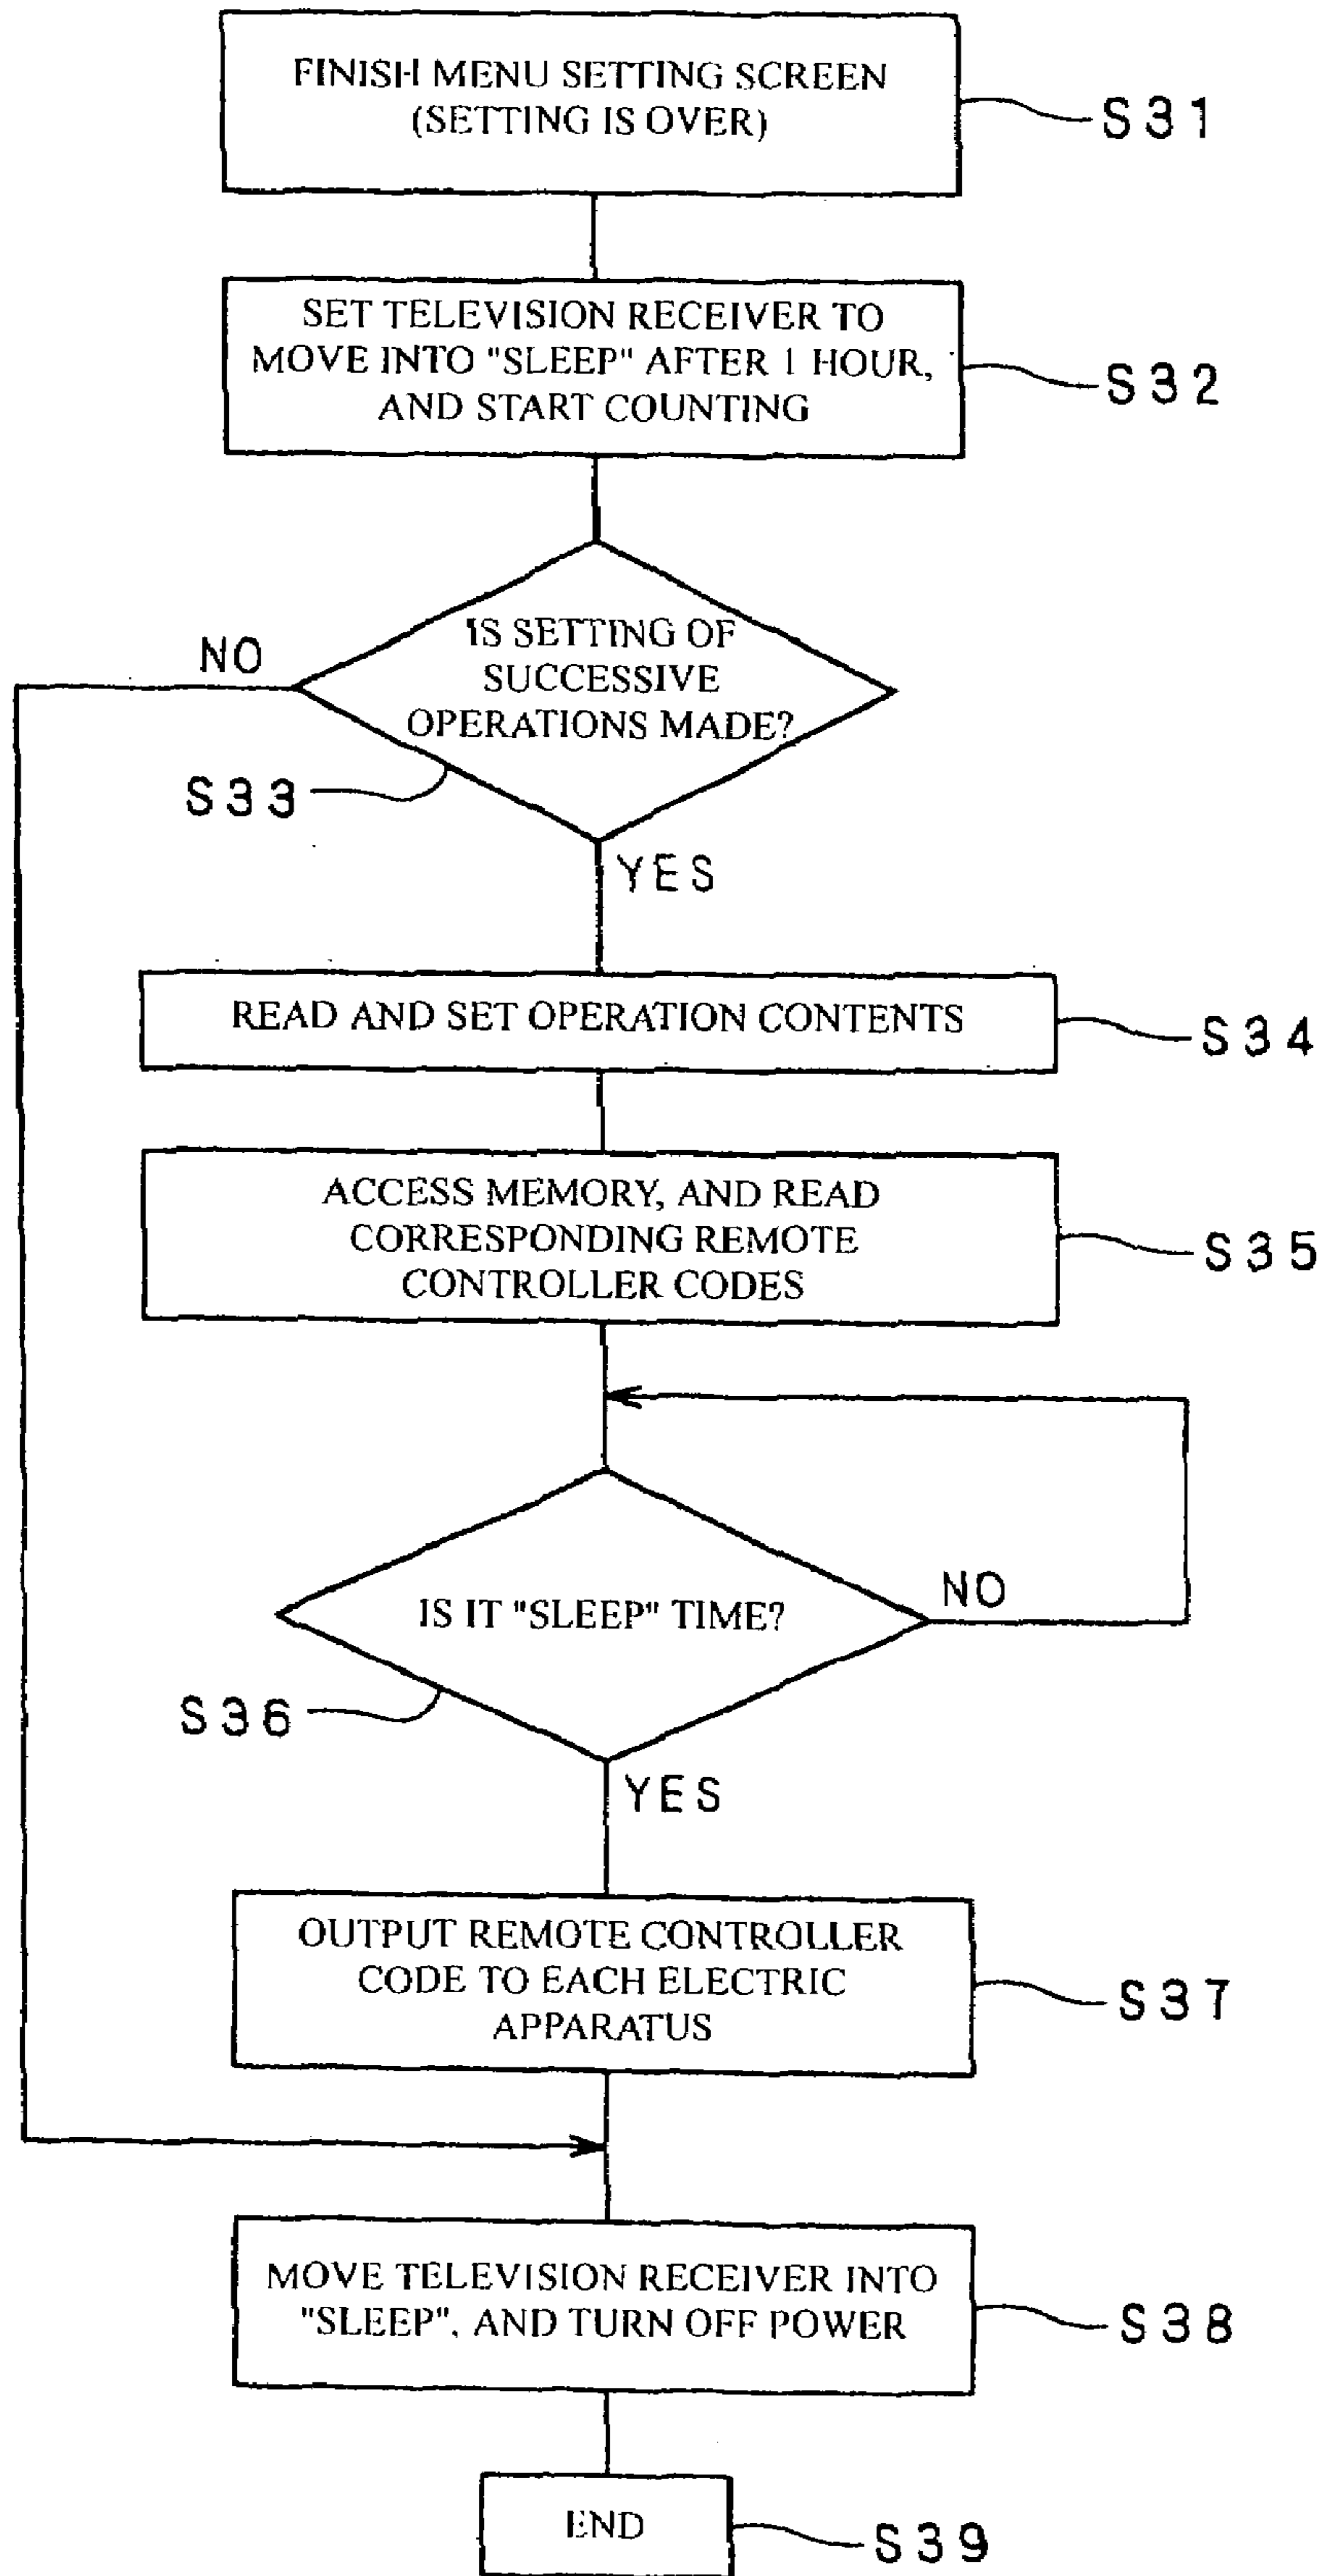 FINISH MENU SETTING SCREEN
(SETTING IS OVER)
S31
SET TELEVISION RECEIVER TO
MOVE INTO "SLEEP" AFTER 1 HOUR,
AND START COUNTING
S32
IS SETTING OF
SUCCESSIVE
OPERATIONS MADE?
NO
S33
YES
READ AND SET OPERATION CONTENTS
S34
ACCESS MEMORY, AND READ
CORRESPONDING REMOTE
CONTROLLER CODES
S35
IS IT "SLEEP" TIME?
NO
S36
YES
OUTPUT REMOTE CONTROLLER
CODE TO EACH ELECTRIC
APPARATUS
S37
MOVE TELEVISION RECEIVER INTO
"SLEEP", AND TURN OFF POWER
S38
END
S39